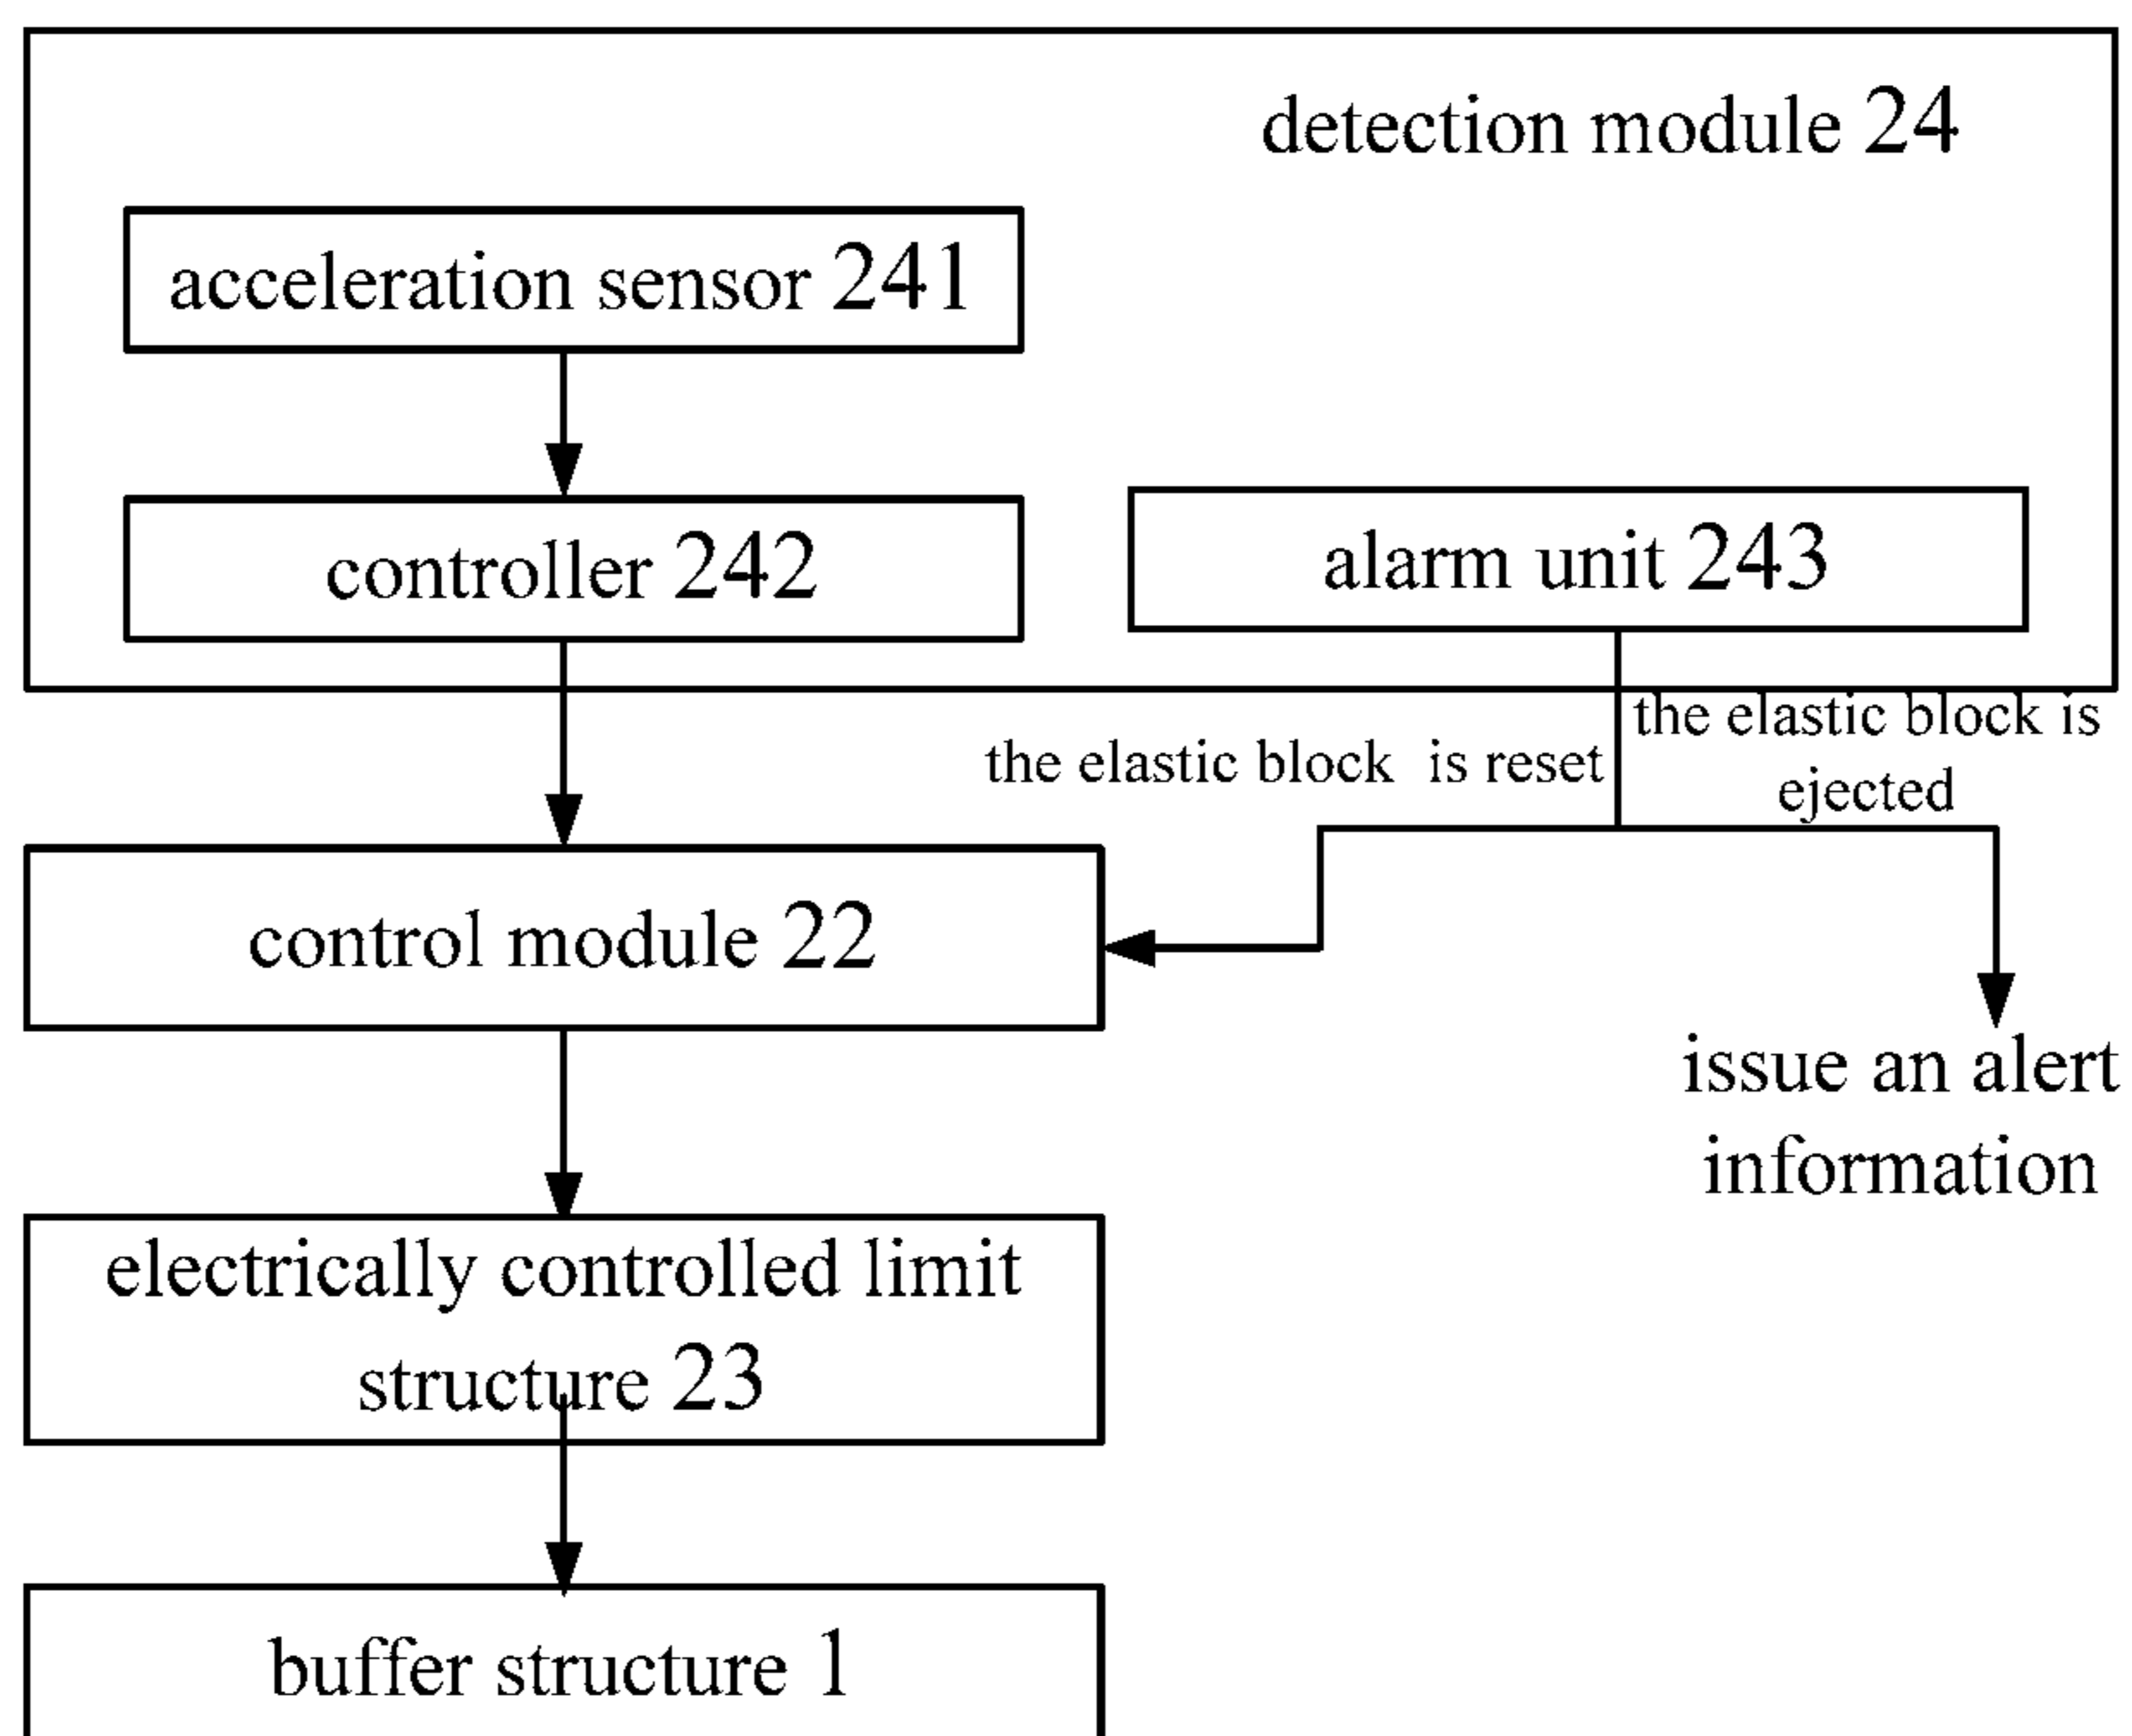 detection module 24
acceleration sensor 241
controller 242
alarm unit 243
the elastic block is
ejected
the elastic block is reset
control module 22
issue an alert
information
electrically controlled limit
structure 23
buffer structure 1